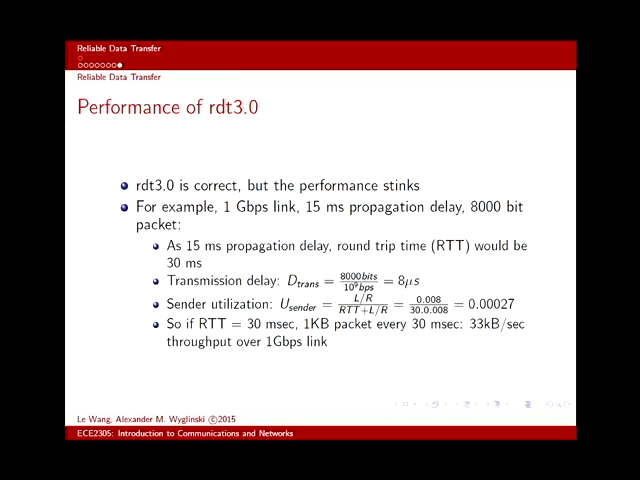 Reliable Data Transfer
Reliable Data Transfer
Performance of rdt3.0
rdt3.0 is correct, but the performance stinks
For example, 1 Gbps link, 15 ms propagation delay, 8000 bit
packet:
As 15 ms propagation delay, round trip time (RTT) would be
30 ms
Transmission delay: D_trans = 8000bits/10^9bps = 8μs
Sender utilization: U_sender = L/R/RTT+L/R = 0.008/30.0.008 = 0.00027
So if RTT = 30 msec, 1KB packet every 30 msec: 33kB/sec
throughput over 1Gbps link
Le Wang, Alexander M. Wyglinski ©2015
ECE2305: Introduction to Communications and Networks